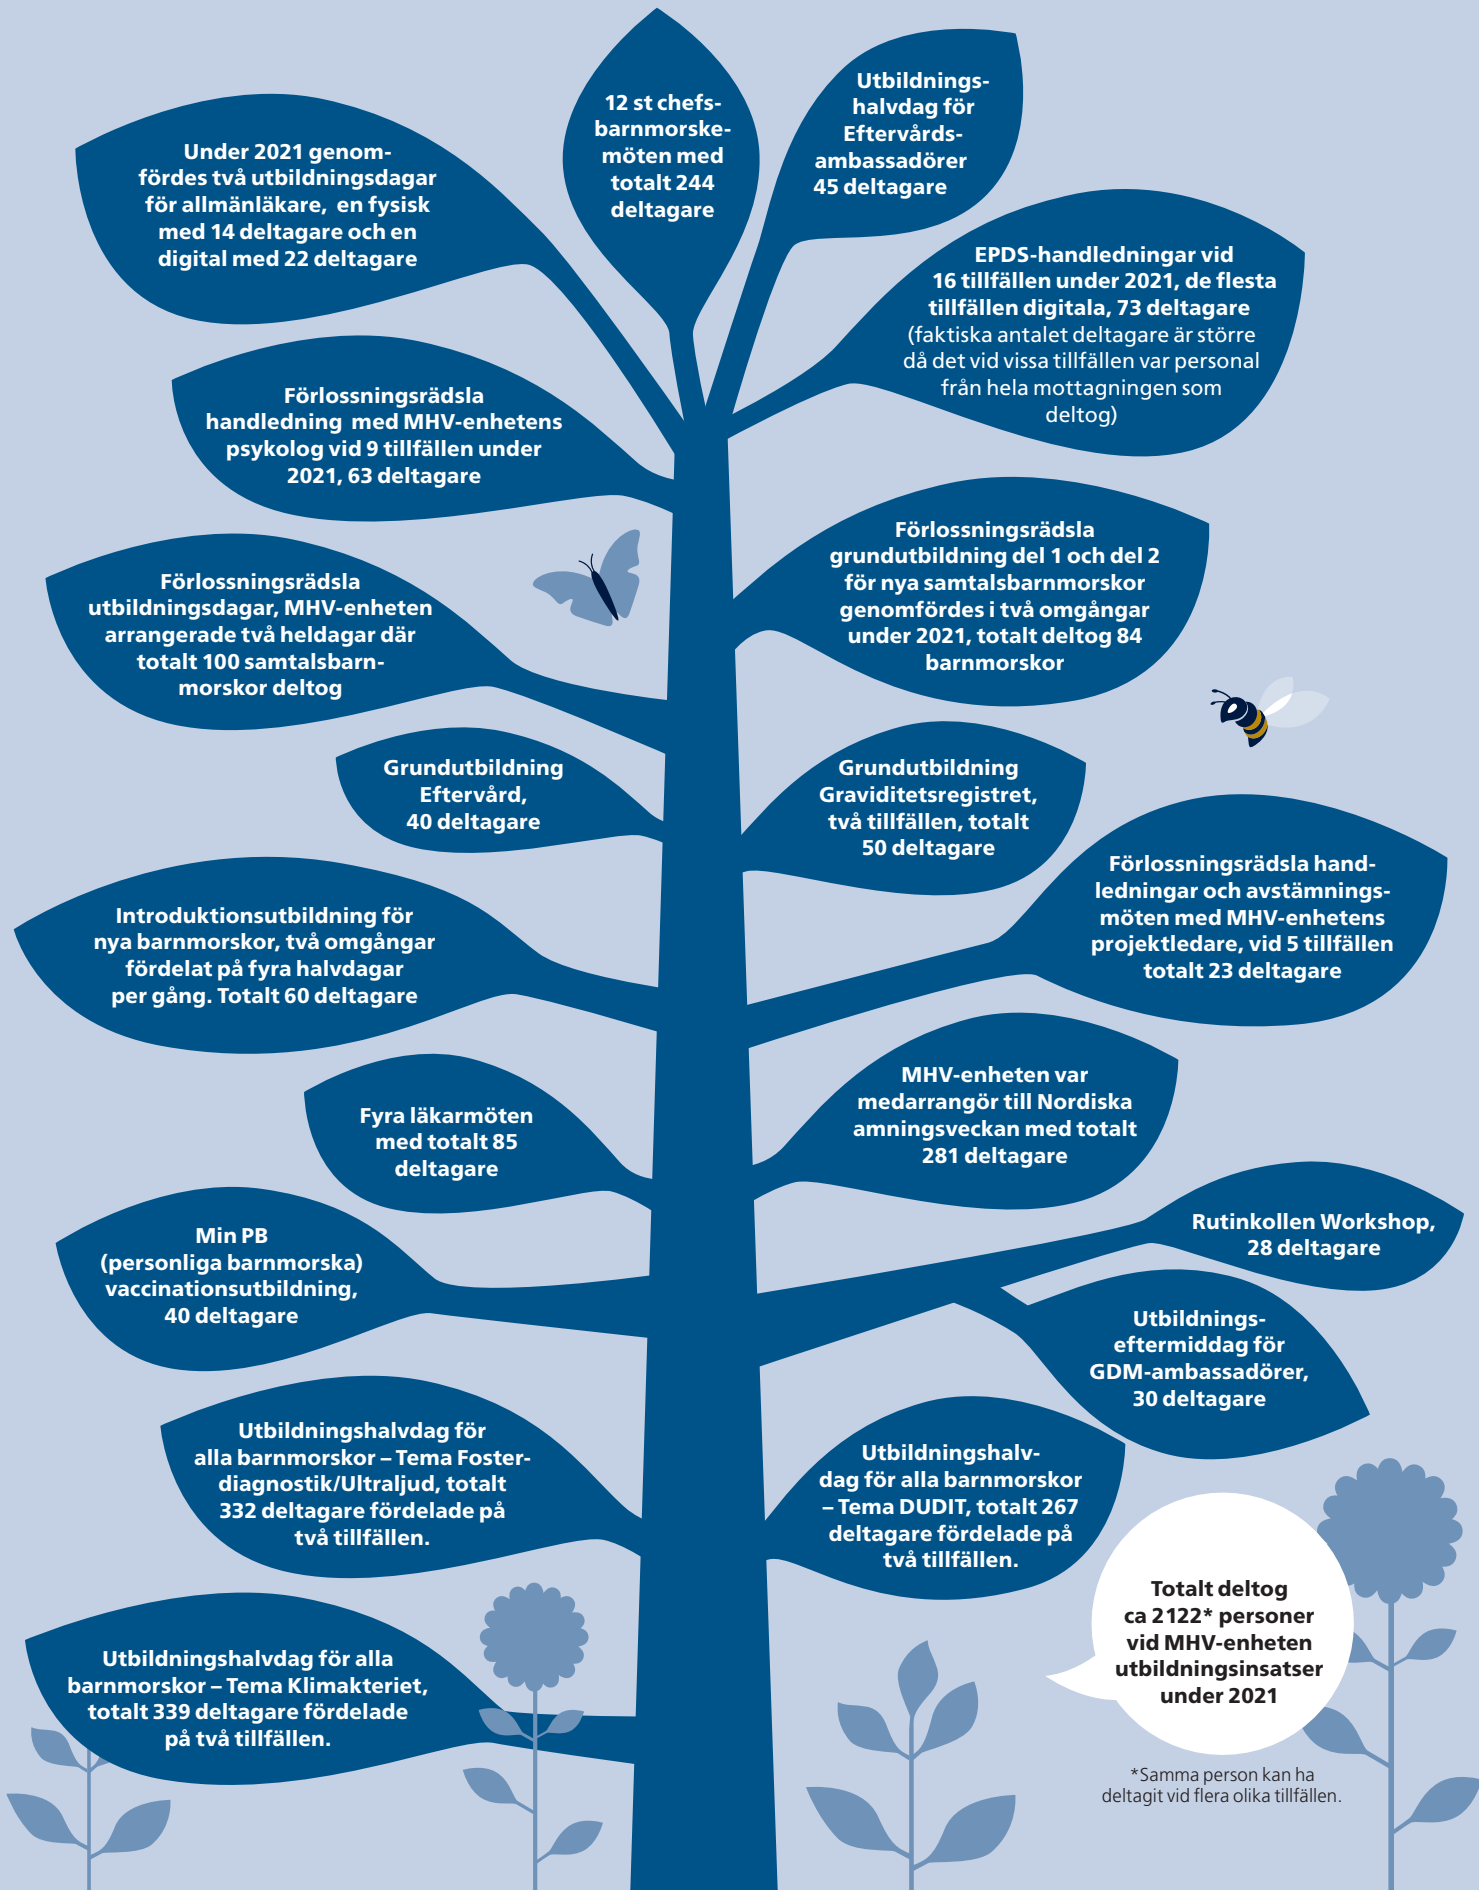 12 st chefs-
barnmorske-
möten med
totalt 244
deltagare
Utbildnings-
halvdag för
Eftervårds-
ambassadörer
45 deltagare
Under 2021 genom-
fördes två utbildningsdagar
för allmänläkare, en fysisk
med 14 deltagare och en
digital med 22 deltagare
EPDS-handledningar vid
16 tillfällen under 2021, de flesta
tillfällen digitala, 73 deltagare
(faktiska antalet deltagare är större
då det vid vissa tillfällen var personal
från hela mottagningen som
deltog)
Förlossningsrädsla
handledning med MHV-enhetens
psykolog vid 9 tillfällen under
2021, 63 deltagare
Förlossningsrädsla
grundutbildning del 1 och del 2
för nya samtalsbarnmorskor
genomfördes i två omgångar
under 2021, totalt deltog 84
barnmorskor
Förlossningsrädsla
utbildningsdagar, MHV-enheten
arrangerade två heldagar där
totalt 100 samtalsbarn-
morskor deltog
Grundutbildning
Eftervård,
40 deltagare
Grundutbildning
Graviditetsregistret,
två tillfällen, totalt
50 deltagare
Förlossningsrädsla hand-
ledningar och avstämnings-
möten med MHV-enhetens
projektledare, vid 5 tillfällen
totalt 23 deltagare
Introduktionsutbildning för
nya barnmorskor, två omgångar
fördelat på fyra halvdagar
per gång. Totalt 60 deltagare
MHV-enheten var
medarrangör till Nordiska
amningsveckan med totalt
281 deltagare
Fyra läkarmöten
med totalt 85
deltagare
Rutinkollen Workshop,
28 deltagare
Min PB
(personliga barnmorska)
vaccinationsutbildning,
40 deltagare
Utbildnings-
eftermiddag för
GDM-ambassadörer,
30 deltagare
Utbildningshalvdag för
alla barnmorskor – Tema Foster-
diagnostik/Ultraljud, totalt
332 deltagare fördelade på
två tillfällen.
Utbildningshalv-
dag för alla barnmorskor
– Tema DUDIT, totalt 267
deltagare fördelade på
två tillfällen.
Utbildningshalvdag för alla
barnmorskor – Tema Klimakteriet,
totalt 339 deltagare fördelade
på två tillfällen.
Totalt deltog
ca 2122* personer
vid MHV-enheten
utbildningsinsatser
under 2021
*Samma person kan ha
deltagit vid flera olika tillfällen.